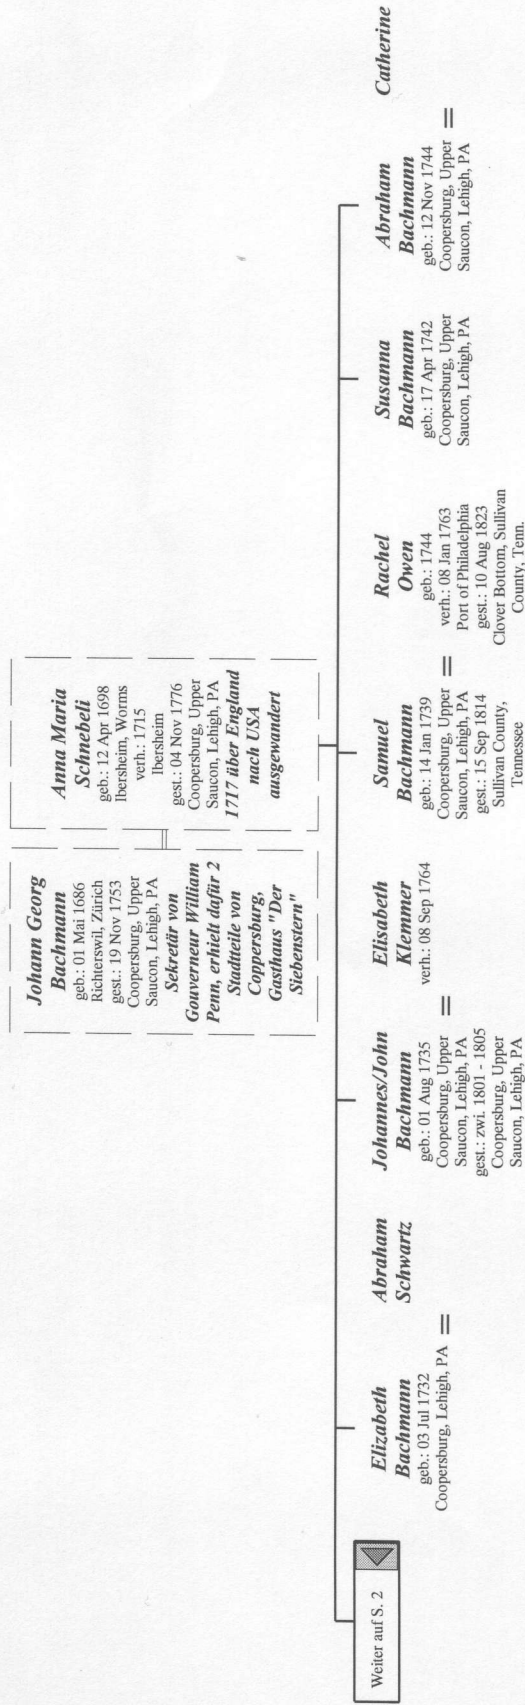 Johann Georg
Bachmann
geb.: 01 Mai 1686
Richterswil, Zürich
gest.: 19 Nov 1753
Coopersburg, Upper
Saucon, Lehigh, PA
Sekretär von
Gouverneur William
Penn, erhielt dafür 2
Stadteile von
Coppersburg,
Gasthaus "Der
Siebenstern"
Anna Maria
Schnebeli
geb.: 12 Apr 1698
Ibersheim, Worms
verh.: 1715
Ibersheim
gest.: 04 Nov 1776
Coopersburg, Upper
Saucon, Lehigh, PA
1717 über England
nach USA
ausgewandert
Weiter auf S. 2
Elizabeth
Bachmann
geb.: 03 Jul 1732
Coopersburg, Lehigh, PA
=
Abraham
Schwartz
Johannes/John
Bachmann
geb.: 01 Aug 1735
Coopersburg, Upper
Saucon, Lehigh, PA
gest.: zwi. 1801 - 1805
Coopersburg, Upper
Saucon, Lehigh, PA
=
Elisabeth
Klemmer
verh.: 08 Sep 1764
Samuel
Bachmann
geb.: 14 Jan 1739
Coopersburg, Upper
Saucon, Lehigh, PA
gest.: 15 Sep 1814
Sullivan County,
Tennessee
=
Rachel
Owen
geb.: 1744
verh.: 08 Jan 1763
Port of Philadelphia
gest.: 10 Aug 1823
Clover Bottom, Sullivan
County, Tenn.
Susanna
Bachmann
geb.: 17 Apr 1742
Coopersburg, Upper
Saucon, Lehigh, PA
Abraham
Bachmann
geb.: 12 Nov 1744
Coopersburg, Upper
Saucon, Lehigh, PA
=
Catherine